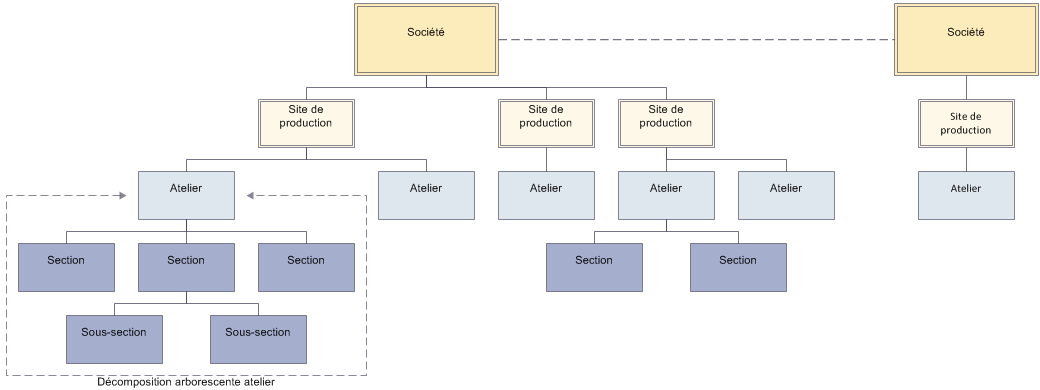 Société
Société
Site de
production
Site de
production
Site de
production
Site de
production
Atelier
Atelier
Atelier
Atelier
Atelier
Atelier
Section
Section
Section
Section
Section
Sous-section
Sous-section
Décomposition arborescente atelier